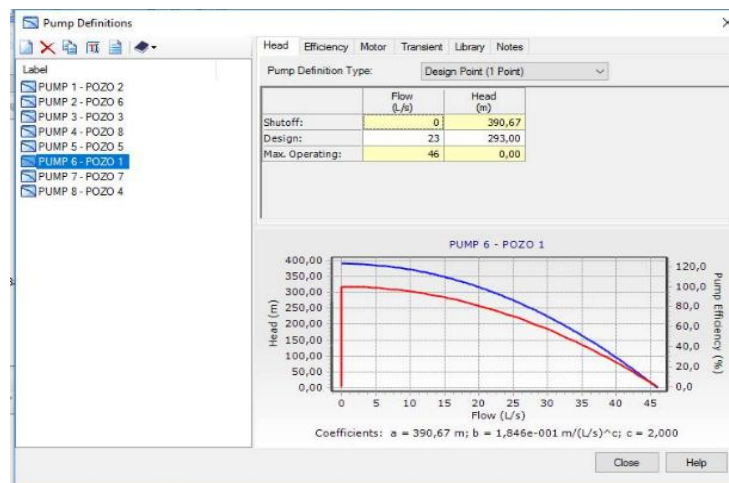 Pump Definitions
Head Efficiency Motor Transient Library Notes
Label
PUMP 1 - POZO 2
PUMP 2 - POZO 6
PUMP 3 - POZO 3
PUMP 4 - POZO 8
PUMP 5 - POZO 5
PUMP 6 - POZO 1
PUMP 7 - POZO 7
PUMP 8 - POZO 4
Pump Definition Type: Design Point (1 Point)
Flow (L/s) Head (m)
Shutoff: 0 390,67
Design: 23 293,00
Max. Operating: 46 0,00
PUMP 6 - POZO 1
400,00
350,00
300,00
250,00
200,00
150,00
100,00
50,00
0,00
Head (m)
120,0
100,0
80,0
60,0
40,0
20,0
0,0
Pump Efficiency (%)
0 5 10 15 20 25 30 35 40 45
Flow (L/s)
Coefficients: a = 390,67 m; b = 1,846e-001 m/(L/s)^c; c = 2,000
Close Help